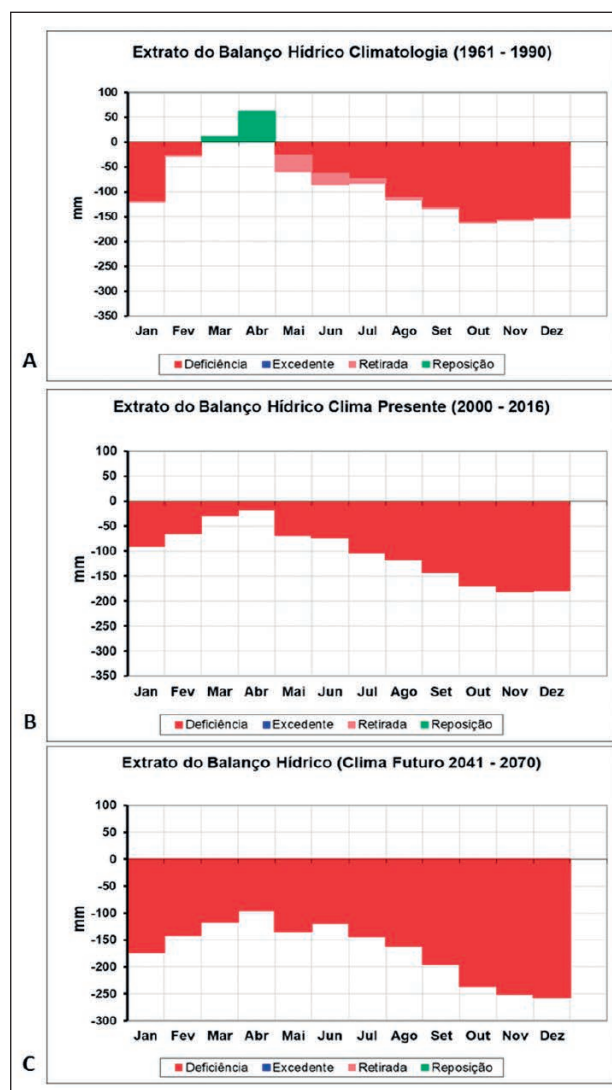 Extrato do Balanço Hídrico Climatologia (1961 - 1990)
100
50
0
-50
-100
-150
-200
-250
-300
-350
mm
Jan Fev Mar Abr Mai Jun Jul Ago Set Out Nov Dez
Deficiência Excedente Retirada Reposição
A
Extrato do Balanço Hídrico Clima Presente (2000 - 2016)
100
50
0
-50
-100
-150
-200
-250
-300
-350
mm
Jan Fev Mar Abr Mai Jun Jul Ago Set Out Nov Dez
Deficiência Excedente Retirada Reposição
B
Extrato do Balanço Hídrico (Clima Futuro 2041 - 2070)
100
50
0
-50
-100
-150
-200
-250
-300
mm
Jan Fev Mar Abr Mai Jun Jul Ago Set Out Nov Dez
Deficiência Excedente Retirada Reposição
C